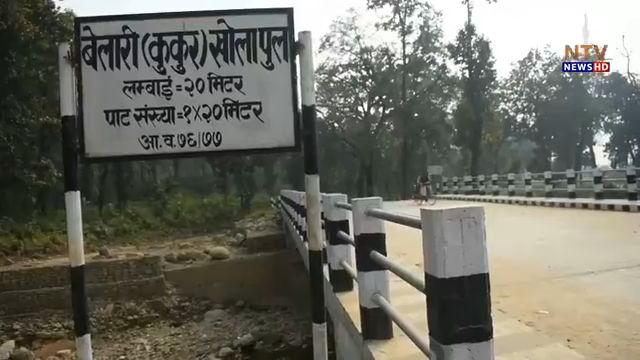 बेलारी(कुकुर)खोला पुल
लम्बाई=२० मिटर
पाट संख्या=१×२० मिटर
आ.व.७६/७७
NTV
NEWS HD